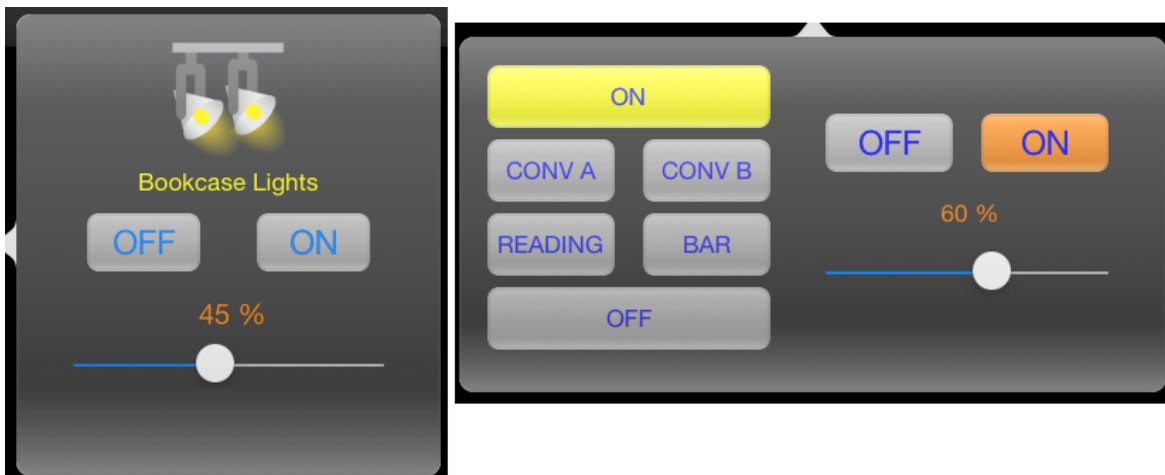 Bookcase Lights
OFF ON
45 %
ON
CONV A CONV B
READING BAR
OFF
OFF ON
60 %